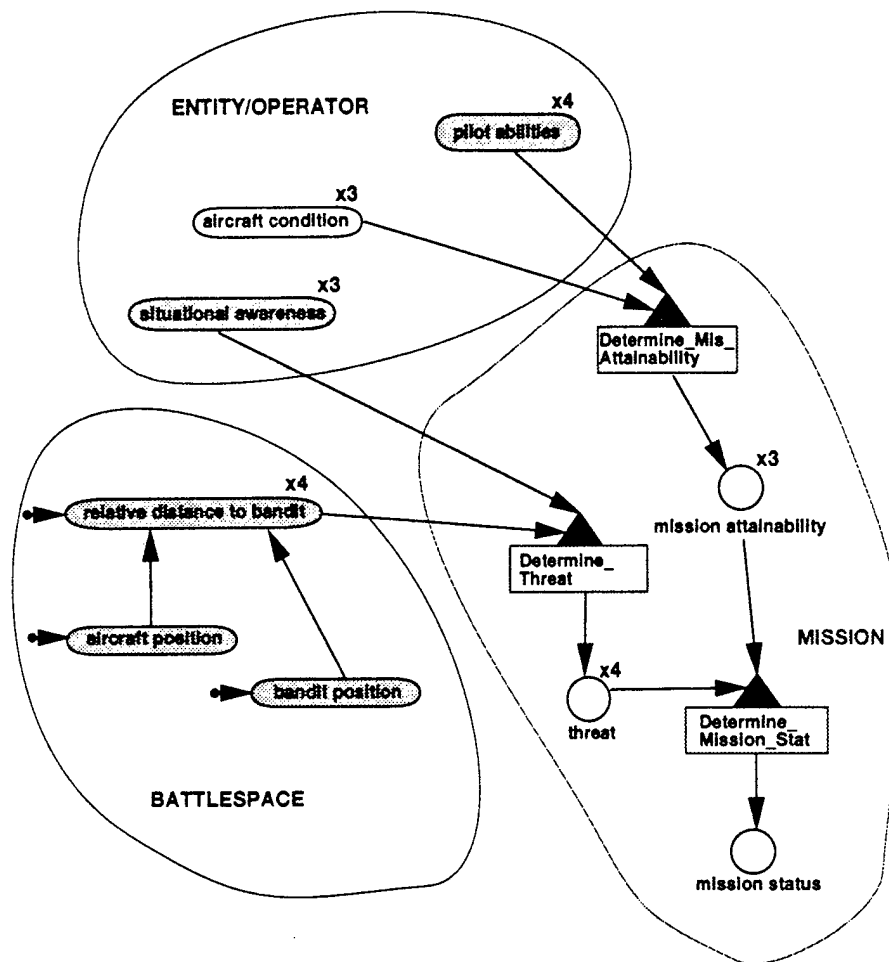 ENTITY/OPERATOR
x4
pilot abilities
x3
aircraft condition
x3
situational awareness
Determine_Mis_
Attainability
x3
mission attainability
x4
relative distance to bandit
Determine_
Threat
aircraft position
MISSION
bandit position
x4
threat
Determine_
Mission_Stat
BATTLESPACE
mission status